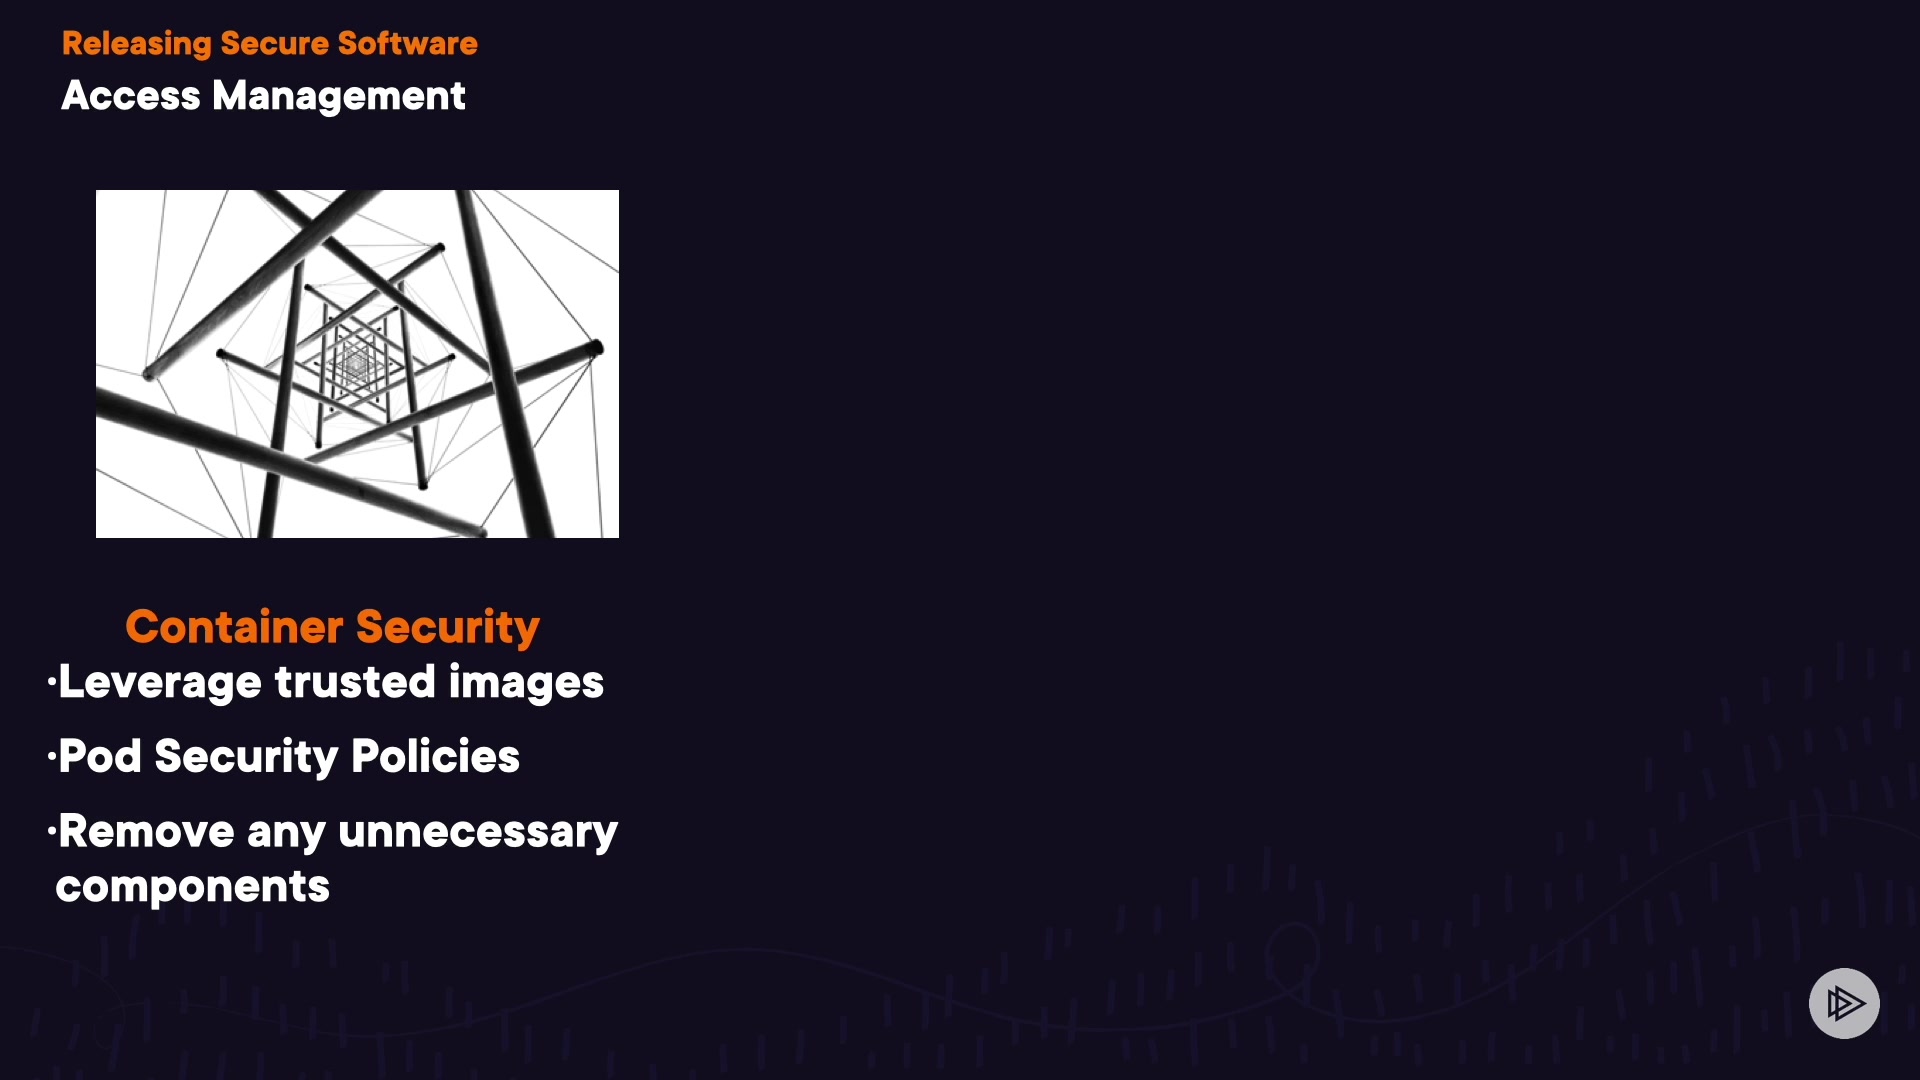 Releasing Secure Software
Access Management
Container Security
·Leverage trusted images
·Pod Security Policies
·Remove any unnecessary
components